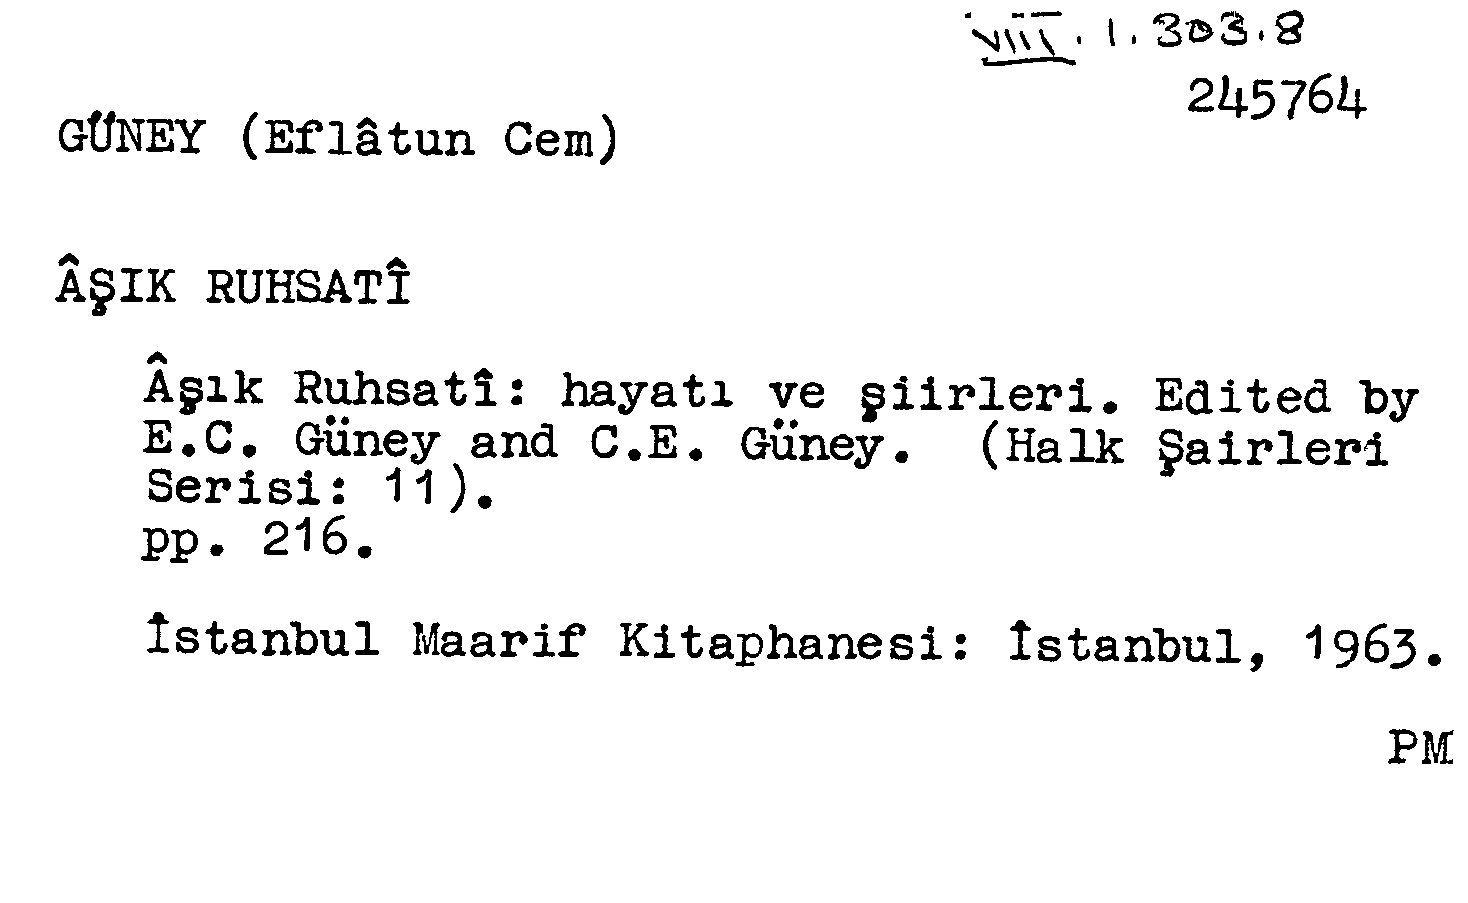 VIII.1.303.8
245764
GÜNEY (Eflâtun Cem)
ÂŞIK RUHSATÎ
Âşık Ruhsatî: hayatı ve şiirleri. Edited by
E.C. Güney and C.E. Güney. (Halk Şairleri
Serisi: 11).
pp. 216.
İstanbul Maarif Kitaphanesi: İstanbul, 1963.
PM